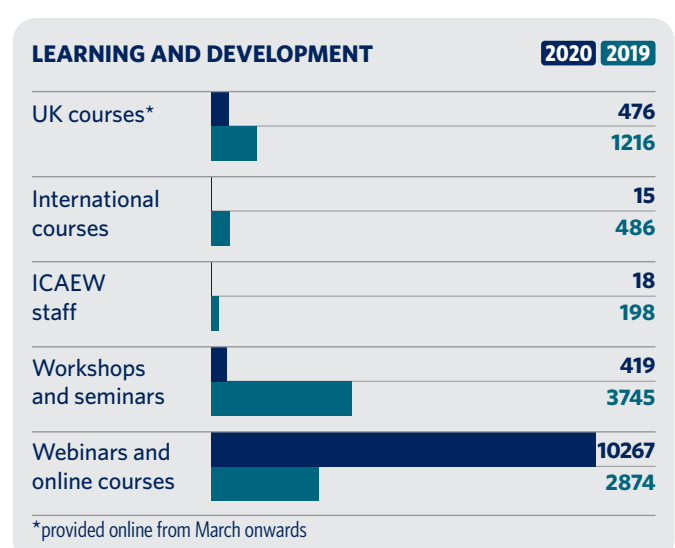 LEARNING AND DEVELOPMENT 2020 2019
UK courses* 476
1216
International 15
courses 486
ICAEW 18
staff 198
Workshops 419
and seminars 3745
Webinars and 10267
online courses 2874
*provided online from March onwards